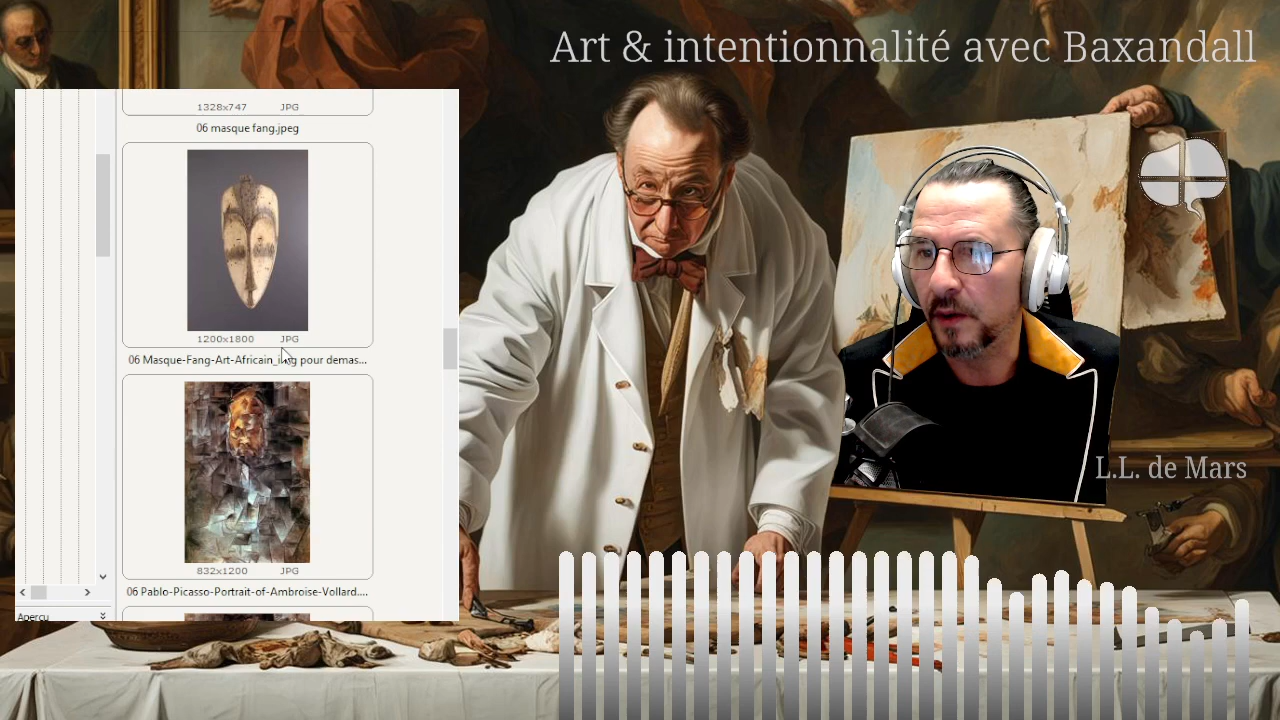 Art & intentionnalité avec Baxandall
1328x747 JPG
06 masque fang.jpeg
1200x1800 JPG
06 Masque-Fang-Art-Africain_i pour demas...
832x1200 JPG
06 Pablo-Picasso-Portrait-of-Ambroise-Vollard....
L.L. de Mars
Aperçu